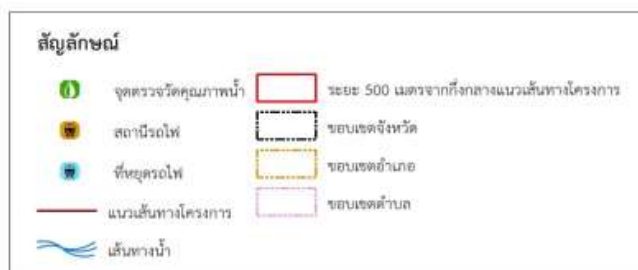 สัญลักษณ์
จุดตรวจวัดคุณภาพน้ำ
สถานีรถไฟ
ที่หยุดรถไฟ
แนวเส้นทางโครงการ
เส้นทางน้ำ
ระยะ 500 เมตรจากกึ่งกลางแนวเส้นทางโครงการ
ขอบเขตจังหวัด
ขอบเขตอำเภอ
ขอบเขตตำบล